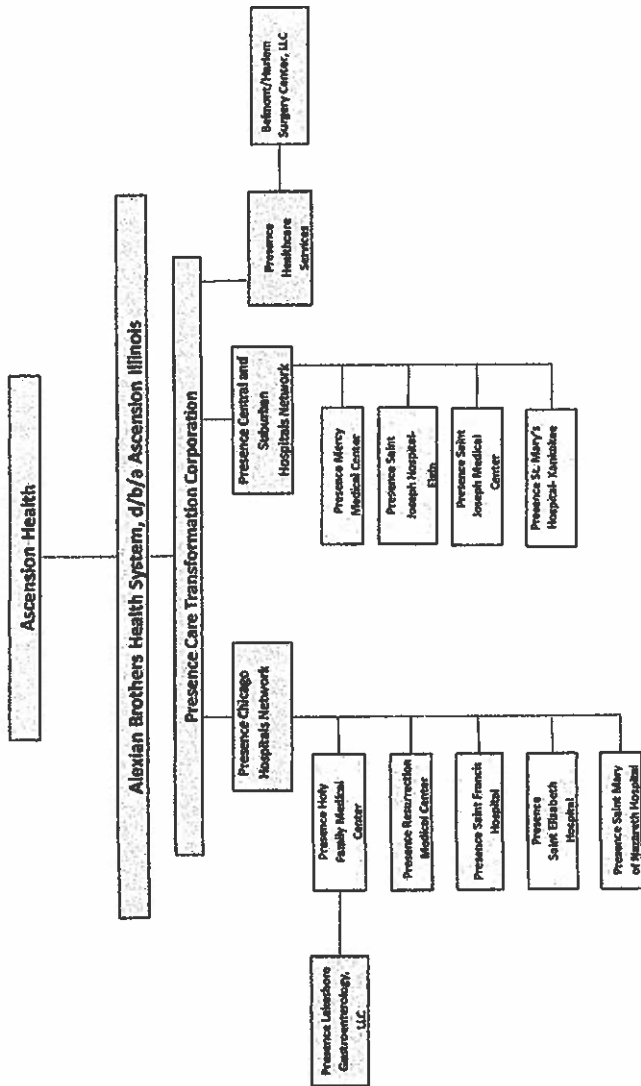 Ascension Health
Alexian Brothers Health System, d/b/a Ascension Illinois
Presence Care Transformation Corporation
Presence Chicago
Hospitals Network
Presence Central and
Suburban
Hospitals Network
Presence
Healthcare
Services
Belmont/Harlem
Surgery Center, LLC
Presence Lakeshore
Gastroenterology,
LLC
Presence Holy
Family Medical
Center
Presence Resurrection
Medical Center
Presence Saint Francis
Hospital
Presence
Saint Elizabeth
Hospital
Presence Saint Mary
of Nazareth Hospital
Presence Mercy
Medical Center
Presence Saint
Joseph Hospital-
Elgin
Presence Saint
Joseph Medical
Center
Presence St. Mary's
Hospital- Kankakee